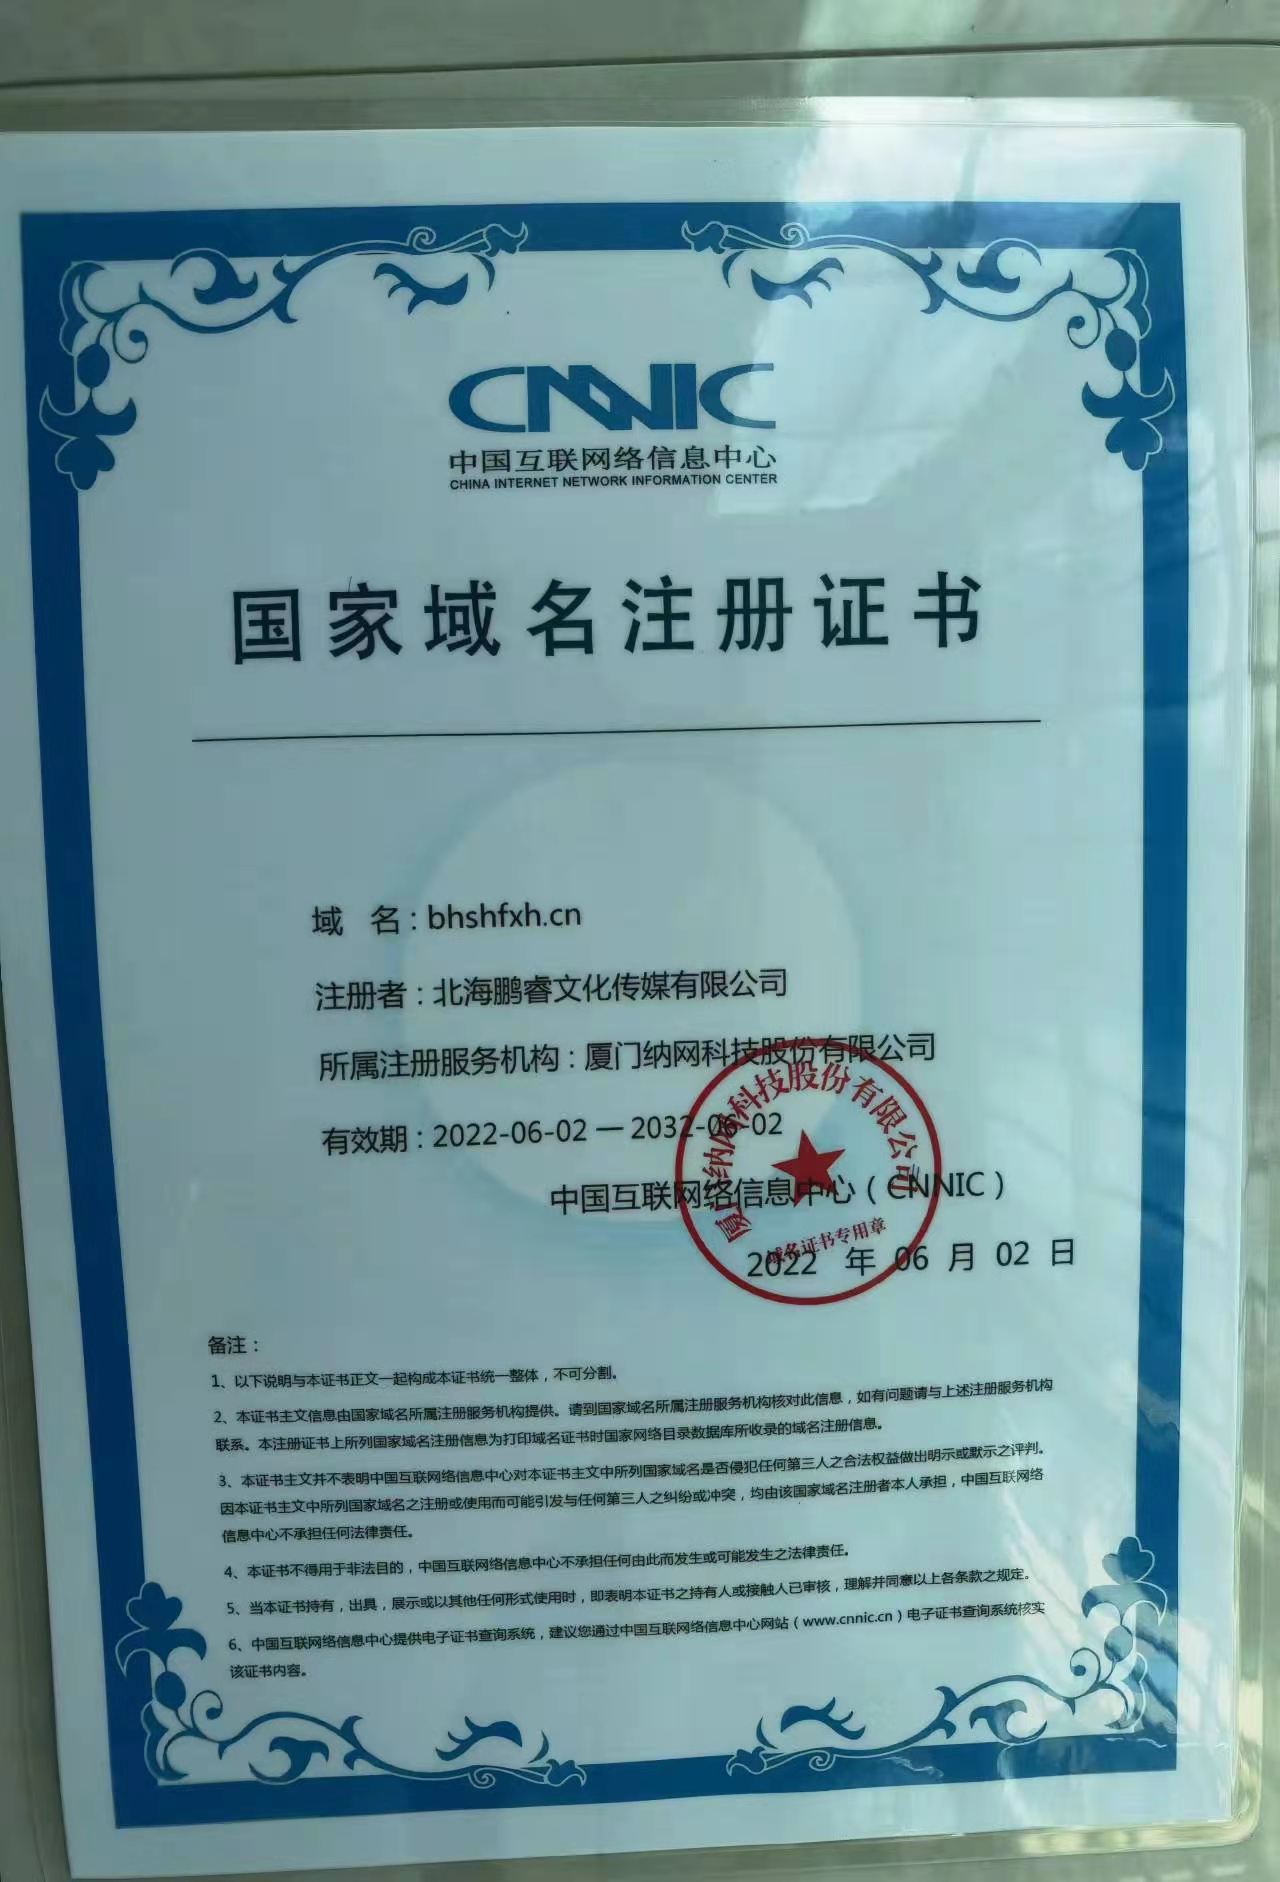 CNNIC
中国互联网络信息中心
CHINA INTERNET NETWORK INFORMATION CENTER
国家域名注册证书
域 名：bhshfxh.cn
注册者：北海鹏睿文化传媒有限公司
所属注册服务机构：厦门纳网科技股份有限公司
有效期：2022-06-02 — 2032-06-02
中国互联网络信息中心（CNNIC）
2022 年 06 月 02 日
厦门纳网科技股份有限公司
域名证书专用章
备注：
1、以下说明与本证书正文一起构成本证书统一整体，不可分割。
2、本证书主文信息由国家域名所属注册服务机构提供。请到国家域名所属注册服务机构核对此信息，如有问题请与上述注册服务机构
联系。本注册证书上所列国家域名注册信息为打印域名证书时国家网络目录数据库所收录的域名注册信息。
3、本证书主文并不表明中国互联网络信息中心对本证书主文中所列国家域名是否侵犯任何第三人之合法权益做出明示或默示之评判。
因本证书主文中所列国家域名之注册或使用而可能引发与任何第三人之纠纷或冲突，均由该国家域名注册者本人承担，中国互联网络
信息中心不承担任何法律责任。
4、本证书不得用于非法目的，中国互联网络信息中心不承担任何由此而发生或可能发生之法律责任。
5、当本证书持有，出具，展示或以其他任何形式使用时，即表明本证书之持有人或接触人已审核，理解并同意以上各条款之规定。
6、中国互联网络信息中心提供电子证书查询系统，建议您通过中国互联网络信息中心网站（www.cnnic.cn）电子证书查询系统核实
该证书内容。